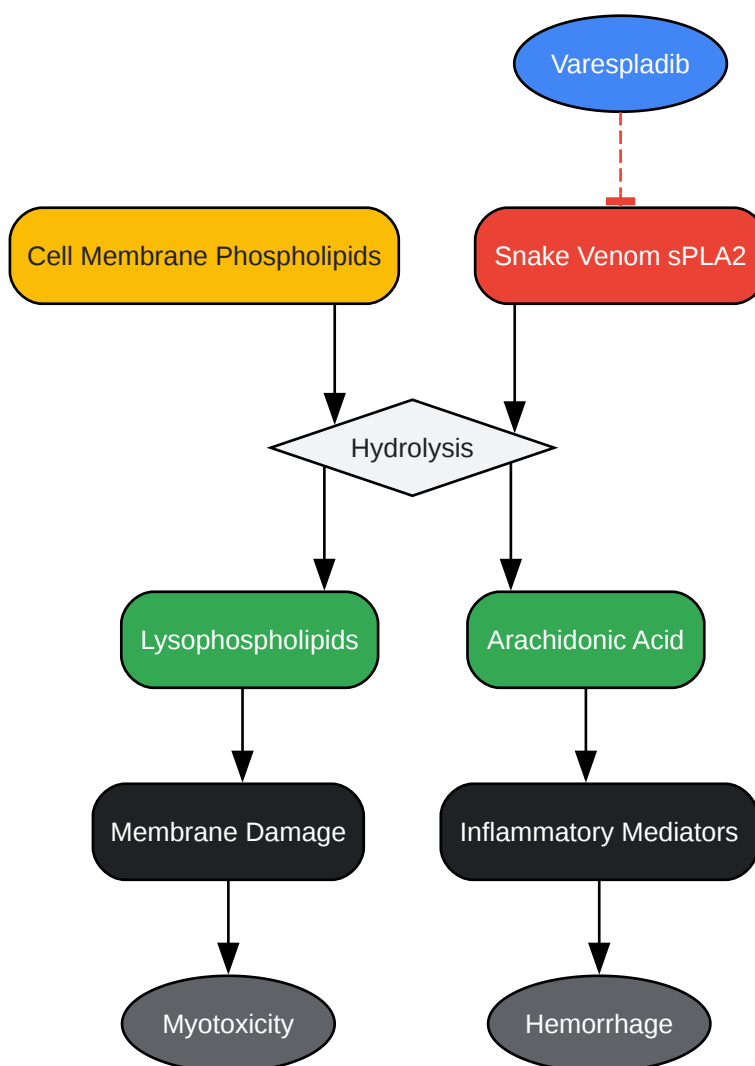 Varespladib
Cell Membrane Phospholipids
Snake Venom sPLA2
Hydrolysis
Lysophospholipids
Arachidonic Acid
Membrane Damage
Inflammatory Mediators
Myotoxicity
Hemorrhage